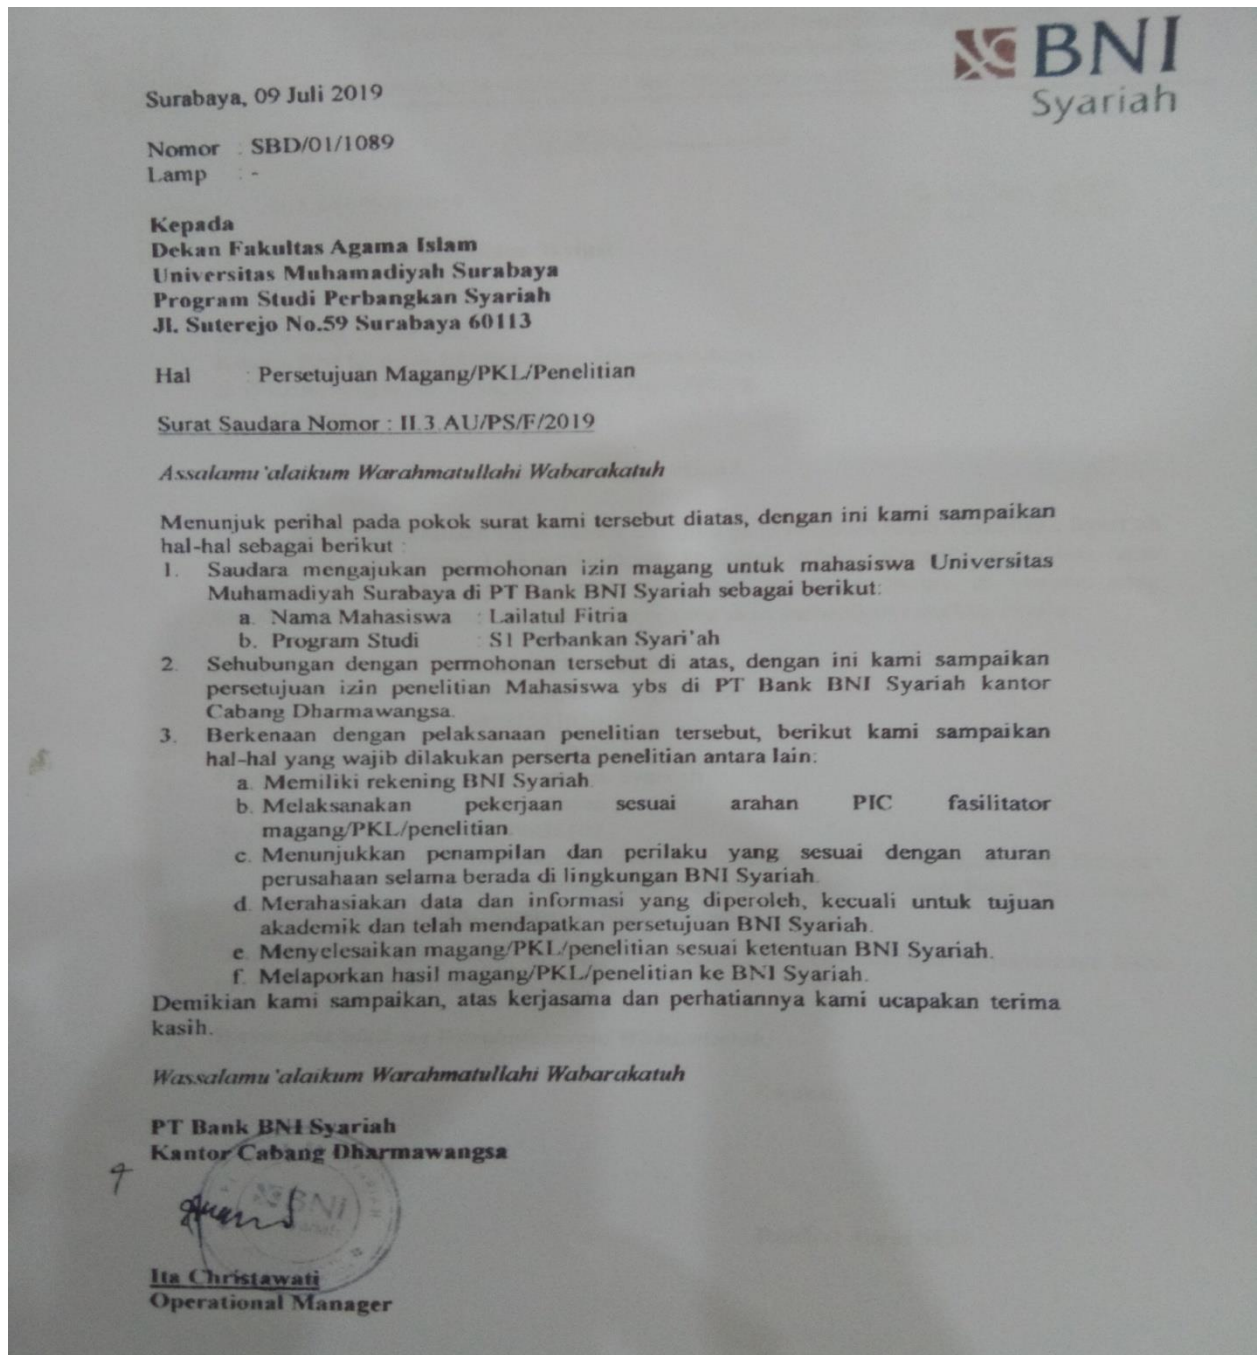 BNI
Syariah
Surabaya, 09 Juli 2019
Nomor : SBD/01/1089
Lamp : -
Kepada
Dekan Fakultas Agama Islam
Universitas Muhamadiyah Surabaya
Program Studi Perbangkan Syariah
Jl. Suterejo No.59 Surabaya 60113
Hal : Persetujuan Magang/PKL/Penelitian
Surat Saudara Nomor : II.3.AU/PS/F/2019
Assalamu'alaikum Warahmatullahi Wabarakatuh
Menunjuk perihal pada pokok surat kami tersebut diatas, dengan ini kami sampaikan
hal-hal sebagai berikut :
1. Saudara mengajukan permohonan izin magang untuk mahasiswa Universitas
Muhamadiyah Surabaya di PT Bank BNI Syariah sebagai berikut:
a. Nama Mahasiswa : Lailatul Fitria
b. Program Studi : S1 Perbankan Syari'ah
2. Sehubungan dengan permohonan tersebut di atas, dengan ini kami sampaikan
persetujuan izin penelitian Mahasiswa ybs di PT Bank BNI Syariah kantor
Cabang Dharmawangsa.
3. Berkenaan dengan pelaksanaan penelitian tersebut, berikut kami sampaikan
hal-hal yang wajib dilakukan perserta penelitian antara lain:
a. Memiliki rekening BNI Syariah.
b. Melaksanakan pekerjaan sesuai arahan PIC fasilitator
magang/PKL/penelitian.
c. Menunjukkan penampilan dan perilaku yang sesuai dengan aturan
perusahaan selama berada di lingkungan BNI Syariah.
d. Merahasiakan data dan informasi yang diperoleh, kecuali untuk tujuan
akademik dan telah mendapatkan persetujuan BNI Syariah.
e. Menyelesaikan magang/PKL/penelitian sesuai ketentuan BNI Syariah.
f. Melaporkan hasil magang/PKL/penelitian ke BNI Syariah.
Demikian kami sampaikan, atas kerjasama dan perhatiannya kami ucapakan terima
kasih.
Wassalamu'alaikum Warahmatullahi Wabarakatuh
PT Bank BNI Syariah
Kantor Cabang Dharmawangsa
BNI
Ita Christawati
Operational Manager